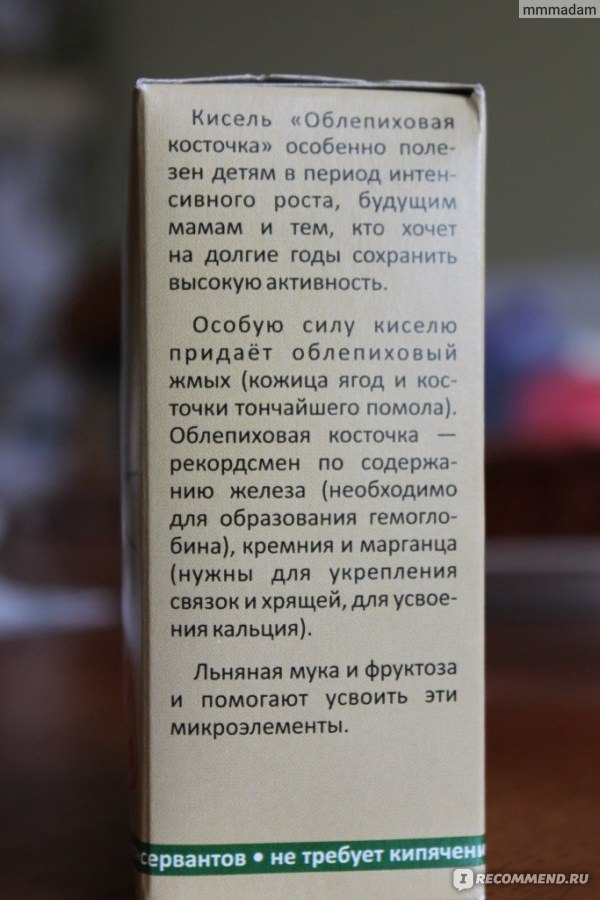 mmmadam
Кисель «Облепиховая
косточка» особенно поле-
зен детям в период интен-
сивного роста, будущим
мамам и тем, кто хочет
на долгие годы сохранить
высокую активность.
Особую силу киселю
придаёт облепиховый
жмых (кожица ягод и кос-
точки тончайшего помола).
Облепиховая косточка —
рекордсмен по содержа-
нию железа (необходимо
для образования гемогло-
бина), кремния и марганца
(нужны для укрепления
связок и хрящей, для усвое-
ния кальция).
Льняная мука и фруктоза
и помогают усвоить эти
микроэлементы.
сервантов • не требует кипячени
I RECOMMEND.RU